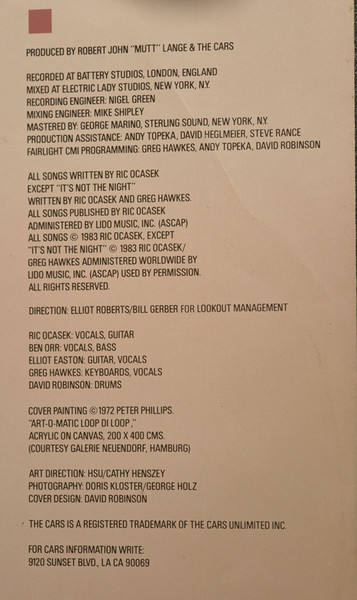 PRODUCED BY ROBERT JOHN "MUTT" LANGE & THE CARS
RECORDED AT BATTERY STUDIOS, LONDON, ENGLAND
MIXED AT ELECTRIC LADY STUDIOS, NEW YORK, N.Y.
RECORDING ENGINEER: NIGEL GREEN
MIXING ENGINEER: MIKE SHIPLEY
MASTERED BY: GEORGE MARINO, STERLING SOUND, NEW YORK, N.Y.
PRODUCTION ASSISTANCE: ANDY TOPEKA, DAVID HEGLMEIER, STEVE RANCE
FAIRLIGHT CMI PROGRAMMING: GREG HAWKES, ANDY TOPEKA, DAVID ROBINSON
ALL SONGS WRITTEN BY RIC OCASEK
EXCEPT "IT'S NOT THE NIGHT"
WRITTEN BY RIC OCASEK AND GREG HAWKES.
ALL SONGS PUBLISHED BY RIC OCASEK
ADMINISTERED BY LIDO MUSIC, INC. (ASCAP)
ALL SONGS © 1983 RIC OCASEK, EXCEPT
"IT'S NOT THE NIGHT" © 1983 RIC OCASEK/
GREG HAWKES ADMINISTERED WORLDWIDE BY
LIDO MUSIC, INC. (ASCAP) USED BY PERMISSION.
ALL RIGHTS RESERVED.
DIRECTION: ELLIOT ROBERTS/BILL GERBER FOR LOOKOUT MANAGEMENT
RIC OCASEK: VOCALS, GUITAR
BEN ORR: VOCALS, BASS
ELLIOT EASTON: GUITAR, VOCALS
GREG HAWKES: KEYBOARDS, VOCALS
DAVID ROBINSON: DRUMS
COVER PAINTING © 1972 PETER PHILLIPS.
"ART-O-MATIC LOOP DI LOOP,"
ACRYLIC ON CANVAS, 200 X 400 CMS.
(COURTESY GALERIE NEUENDORF, HAMBURG)
ART DIRECTION: HSU/CATHY HENSZEY
PHOTOGRAPHY: DORIS KLOSTER/GEORGE HOLZ
COVER DESIGN: DAVID ROBINSON
THE CARS IS A REGISTERED TRADEMARK OF THE CARS UNLIMITED INC.
FOR CARS INFORMATION WRITE:
9120 SUNSET BLVD., LA CA 90069